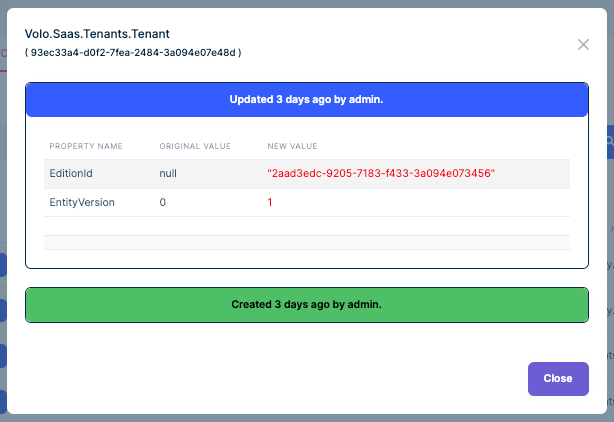 Volo.Saas.Tenants.Tenant
( 93ec33a4-d0f2-7fea-2484-3a094e07e48d )
Updated 3 days ago by admin.
PROPERTY NAME ORIGINAL VALUE NEW VALUE
EditionId null "2aad3edc-9205-7183-f433-3a094e073456"
EntityVersion 0 1
Created 3 days ago by admin.
Close